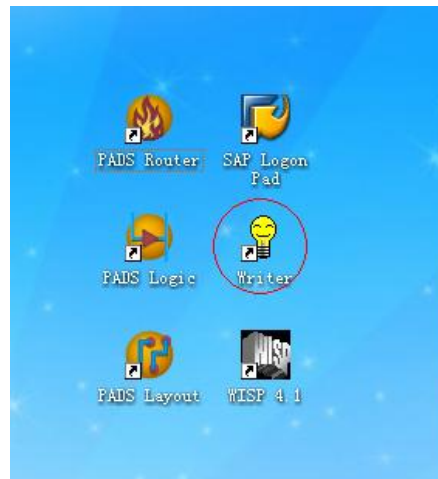 PADS Router
SAP Logon
Pad
PADS Logic
Writer
PADS Layout
WISP 4.1